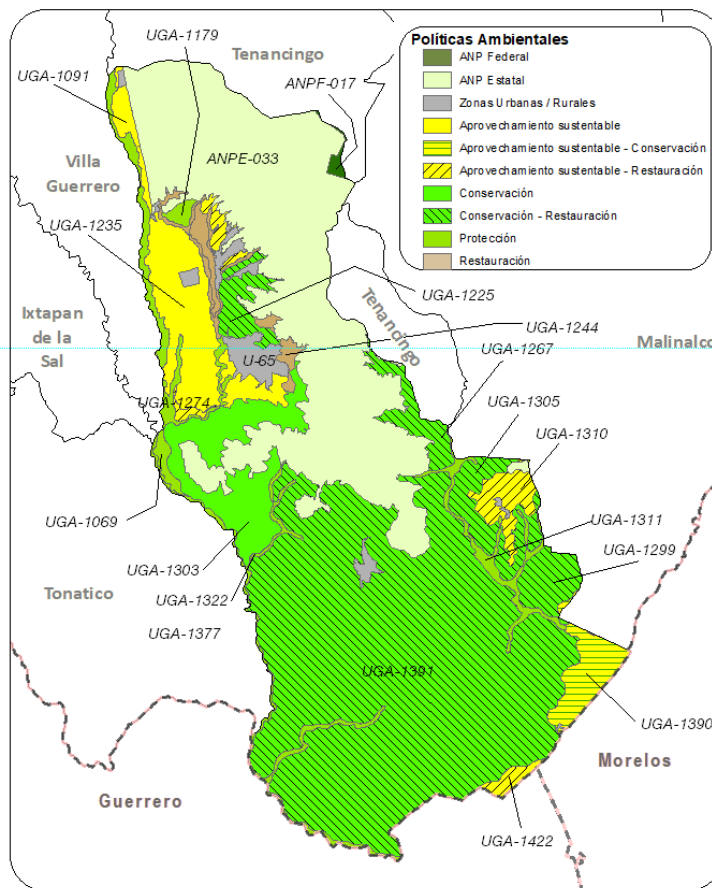 UGA-1179
Tenancingo
UGA-1091
ANPF-017
Políticas Ambientales
ANP Federal
ANP Estatal
Zonas Urbanas / Rurales
Aprovechamiento sustentable
Aprovechamiento sustentable - Conservación
Aprovechamiento sustentable - Restauración
Conservación
Conservación - Restauración
Protección
Restauración
ANPE-033
Villa
Guerrero
UGA-1235
UGA-1225
Ixtapan
de la
Sal
Tenancingo
UGA-1244
Malinalco
UGA-1267
U-65
UGA-1274
UGA-1305
UGA-1310
UGA-1069
UGA-1311
UGA-1299
UGA-1303
Tonatico
UGA-1322
UGA-1377
UGA-1391
UGA-1390
Morelos
Guerrero
UGA-1422